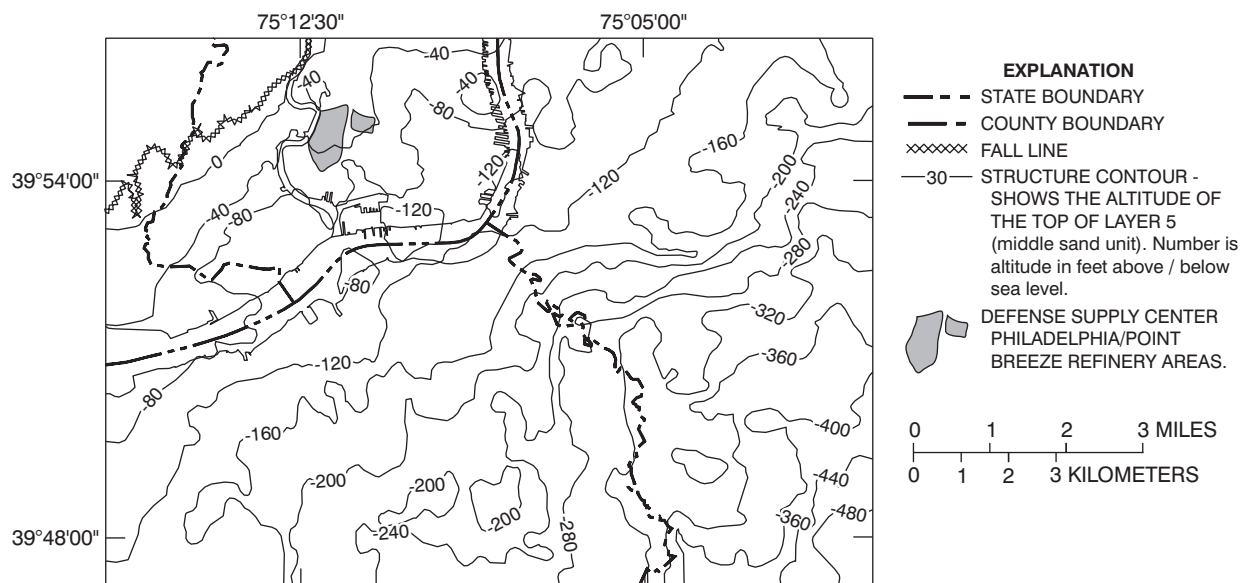 75°12'30"
75°05'00"
39°54'00"
39°48'00"
-40
-40
-40
-80
-160
-200
-240
-120
0
-120
-40
-80
-120
-280
-80
-320
-120
-360
-80
-160
-400
-200
-200
-440
-200
-480
-240
-280
-360
EXPLANATION
STATE BOUNDARY
COUNTY BOUNDARY
FALL LINE
30 STRUCTURE CONTOUR -
SHOWS THE ALTITUDE OF
THE TOP OF LAYER 5
(middle sand unit). Number is
altitude in feet above / below
sea level.
DEFENSE SUPPLY CENTER
PHILADELPHIA/POINT
BREEZE REFINERY AREAS.
0 1 2 3 MILES
0 1 2 3 KILOMETERS